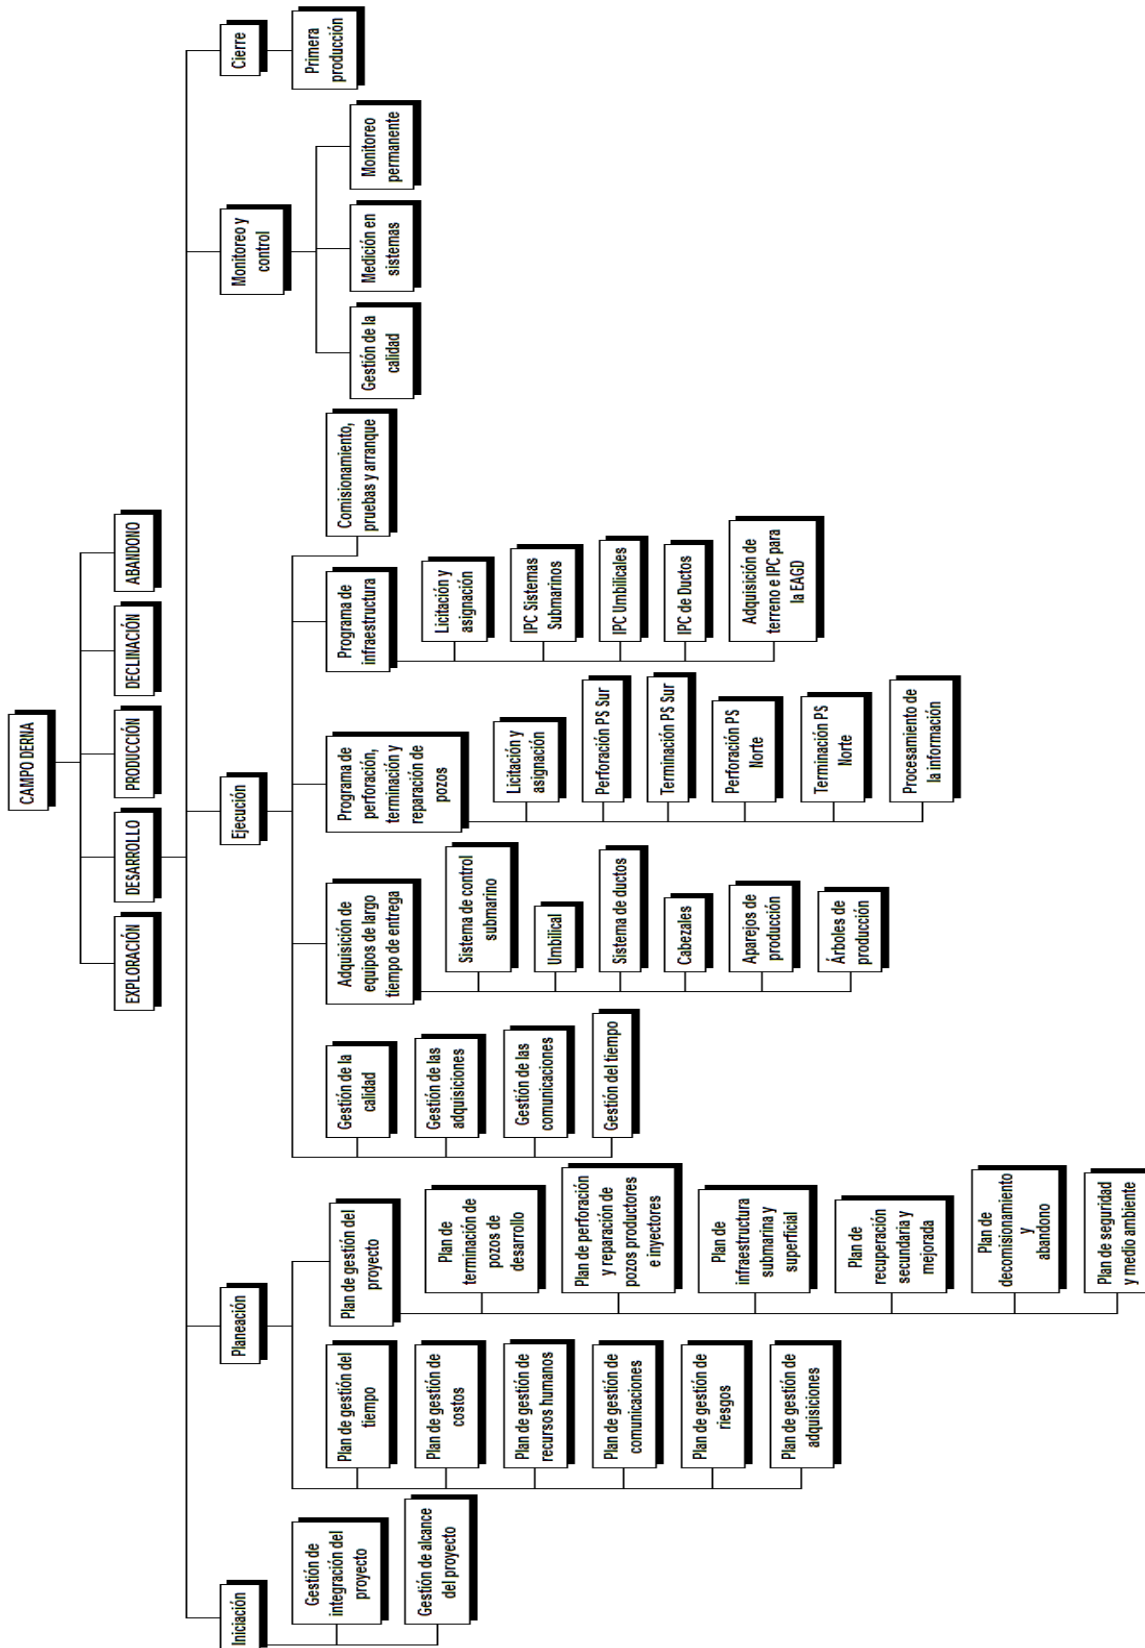 CAMPO DERNA
EXPLORACIÓN
DESARROLLO
PRODUCCIÓN
DECLINACIÓN
ABANDONO
Iniciación
Gestión de
integración del
proyecto
Gestión de alcance
del proyecto
Planeación
Plan de gestión del
tiempo
Plan de gestión de
costos
Plan de gestión de
recursos humanos
Plan de gestión de
comunicaciones
Plan de gestión de
riesgos
Plan de gestión de
adquisiciones
Plan de gestión del
proyecto
Plan de
terminación de
pozos de
desarrollo
Plan de perforación
y reparación de
pozos productores
e inyectores
Plan de
infraestructura
submarina y
superficial
Plan de
recuperación
secundaria y
mejorada
Plan de
decomisionamiento
y
abandono
Plan de seguridad
y medio ambiente
Ejecución
Gestión de la
calidad
Gestión de las
adquisiciones
Gestión de las
comunicaciones
Gestión del tiempo
Adquisición de
equipos de largo
tiempo de entrega
Sistema de control
submarino
Umbilical
Sistema de ductos
Cabezales
Aparejos de
producción
Árboles de
producción
Programa de
perforación,
terminación y
reparación de
pozos
Licitación y
asignación
Perforación PS Sur
Terminación PS Sur
Perforación PS
Norte
Terminación PS
Norte
Procesamiento de
la información
Programa de
infraestructura
Licitación y
asignación
IPC Sistemas
Submarinos
IPC Umbilicales
IPC de Ductos
Adquisición de
terreno e IPC para
la EAGD
Comisionamiento,
pruebas y arranque
Monitoreo y
control
Gestión de la
calidad
Medición en
sistemas
Monitoreo
permanente
Cierre
Primera
producción